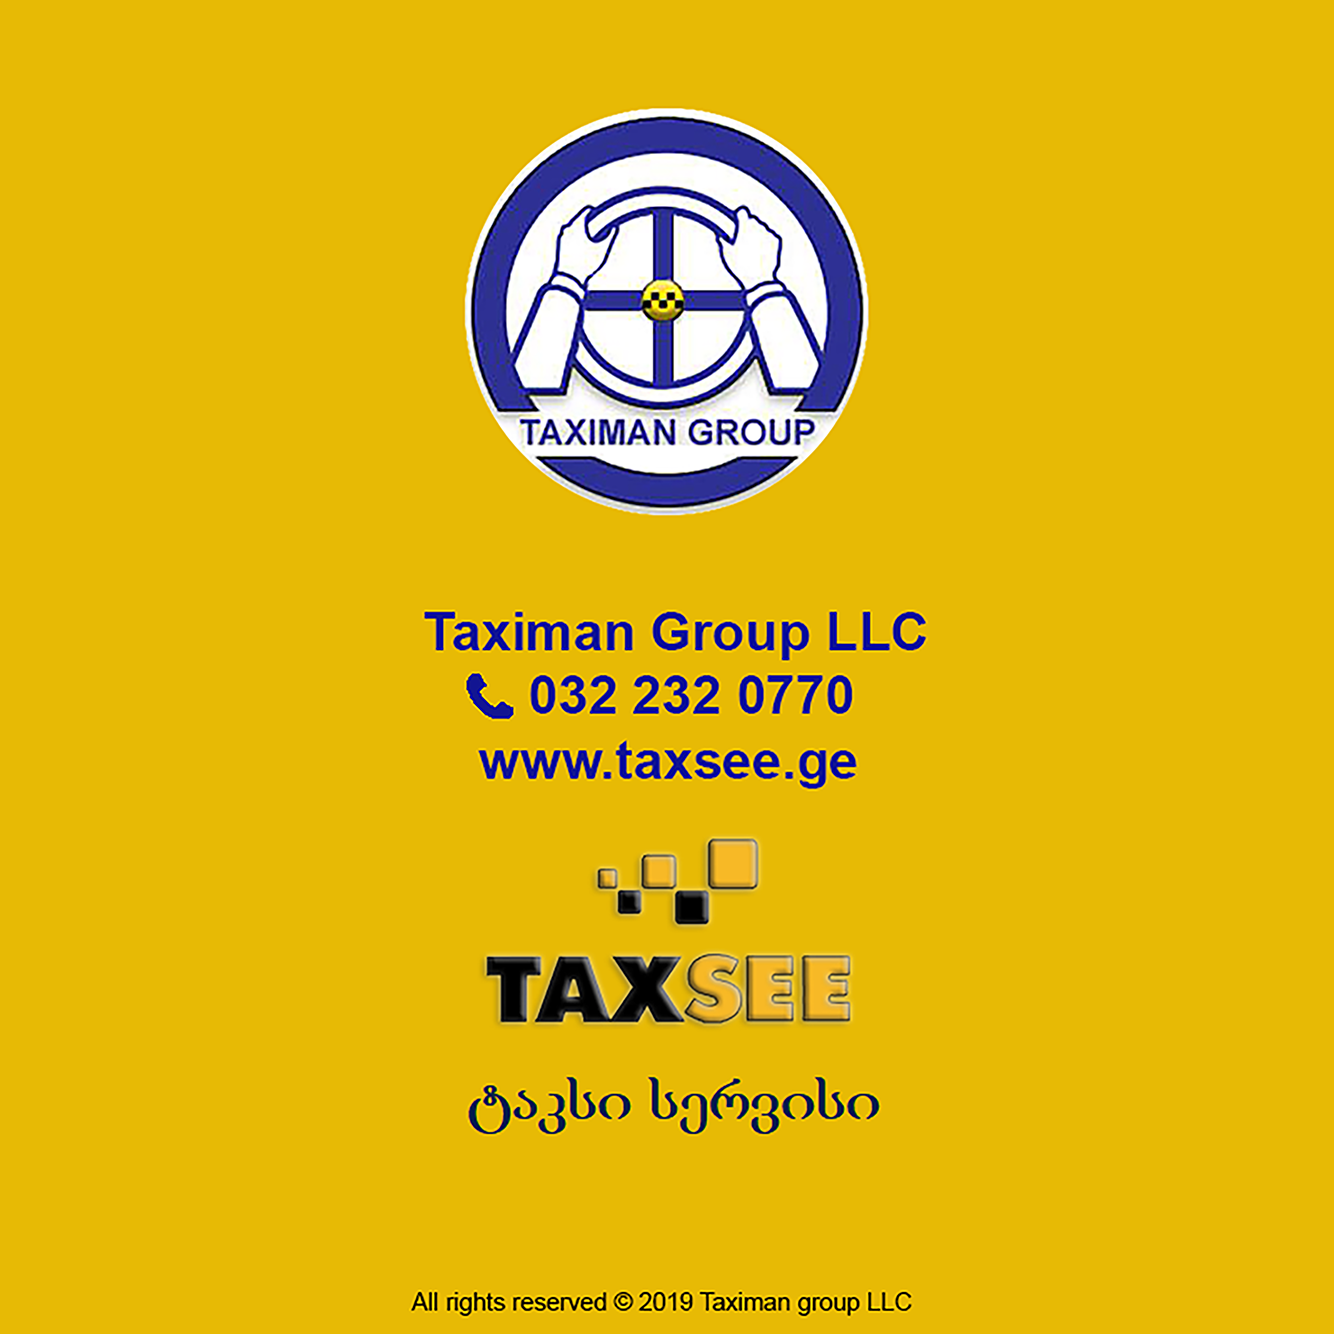 TAXIMAN GROUP
Taximan Group LLC
032 232 0770
www.taxsee.ge
TAXSEE
ტაკსი სერვისი
All rights reserved © 2019 Taximan group LLC